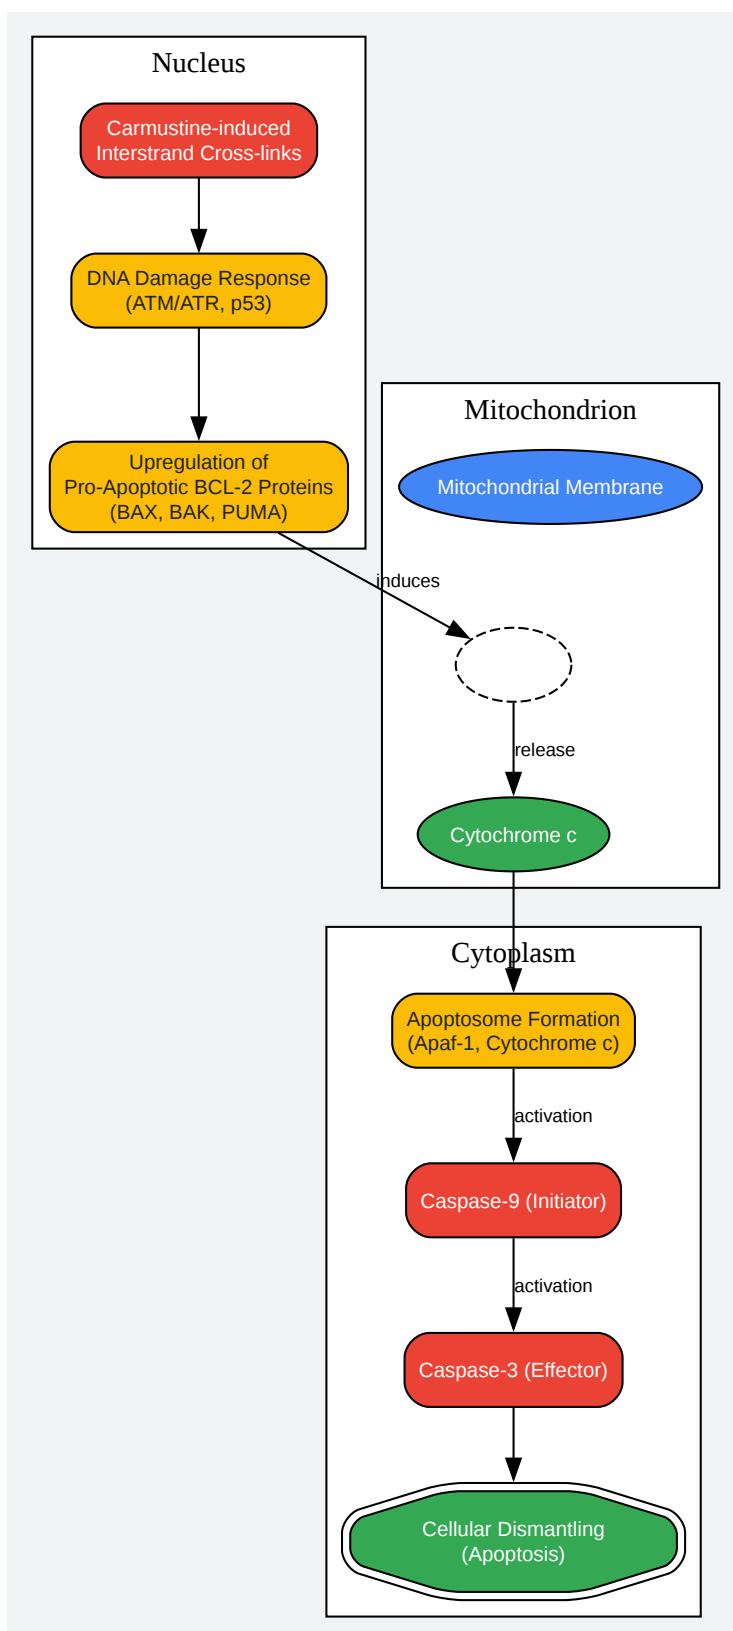 Nucleus
Carmustine-induced
Interstrand Cross-links
DNA Damage Response
(ATM/ATR, p53)
Upregulation of
Pro-Apoptotic BCL-2 Proteins
(BAX, BAK, PUMA)
Mitochondrion
Mitochondrial Membrane
induces
release
Cytochrome c
Cytoplasm
Apoptosome Formation
(Apaf-1, Cytochrome c)
activation
Caspase-9 (Initiator)
activation
Caspase-3 (Effector)
Cellular Dismantling
(Apoptosis)